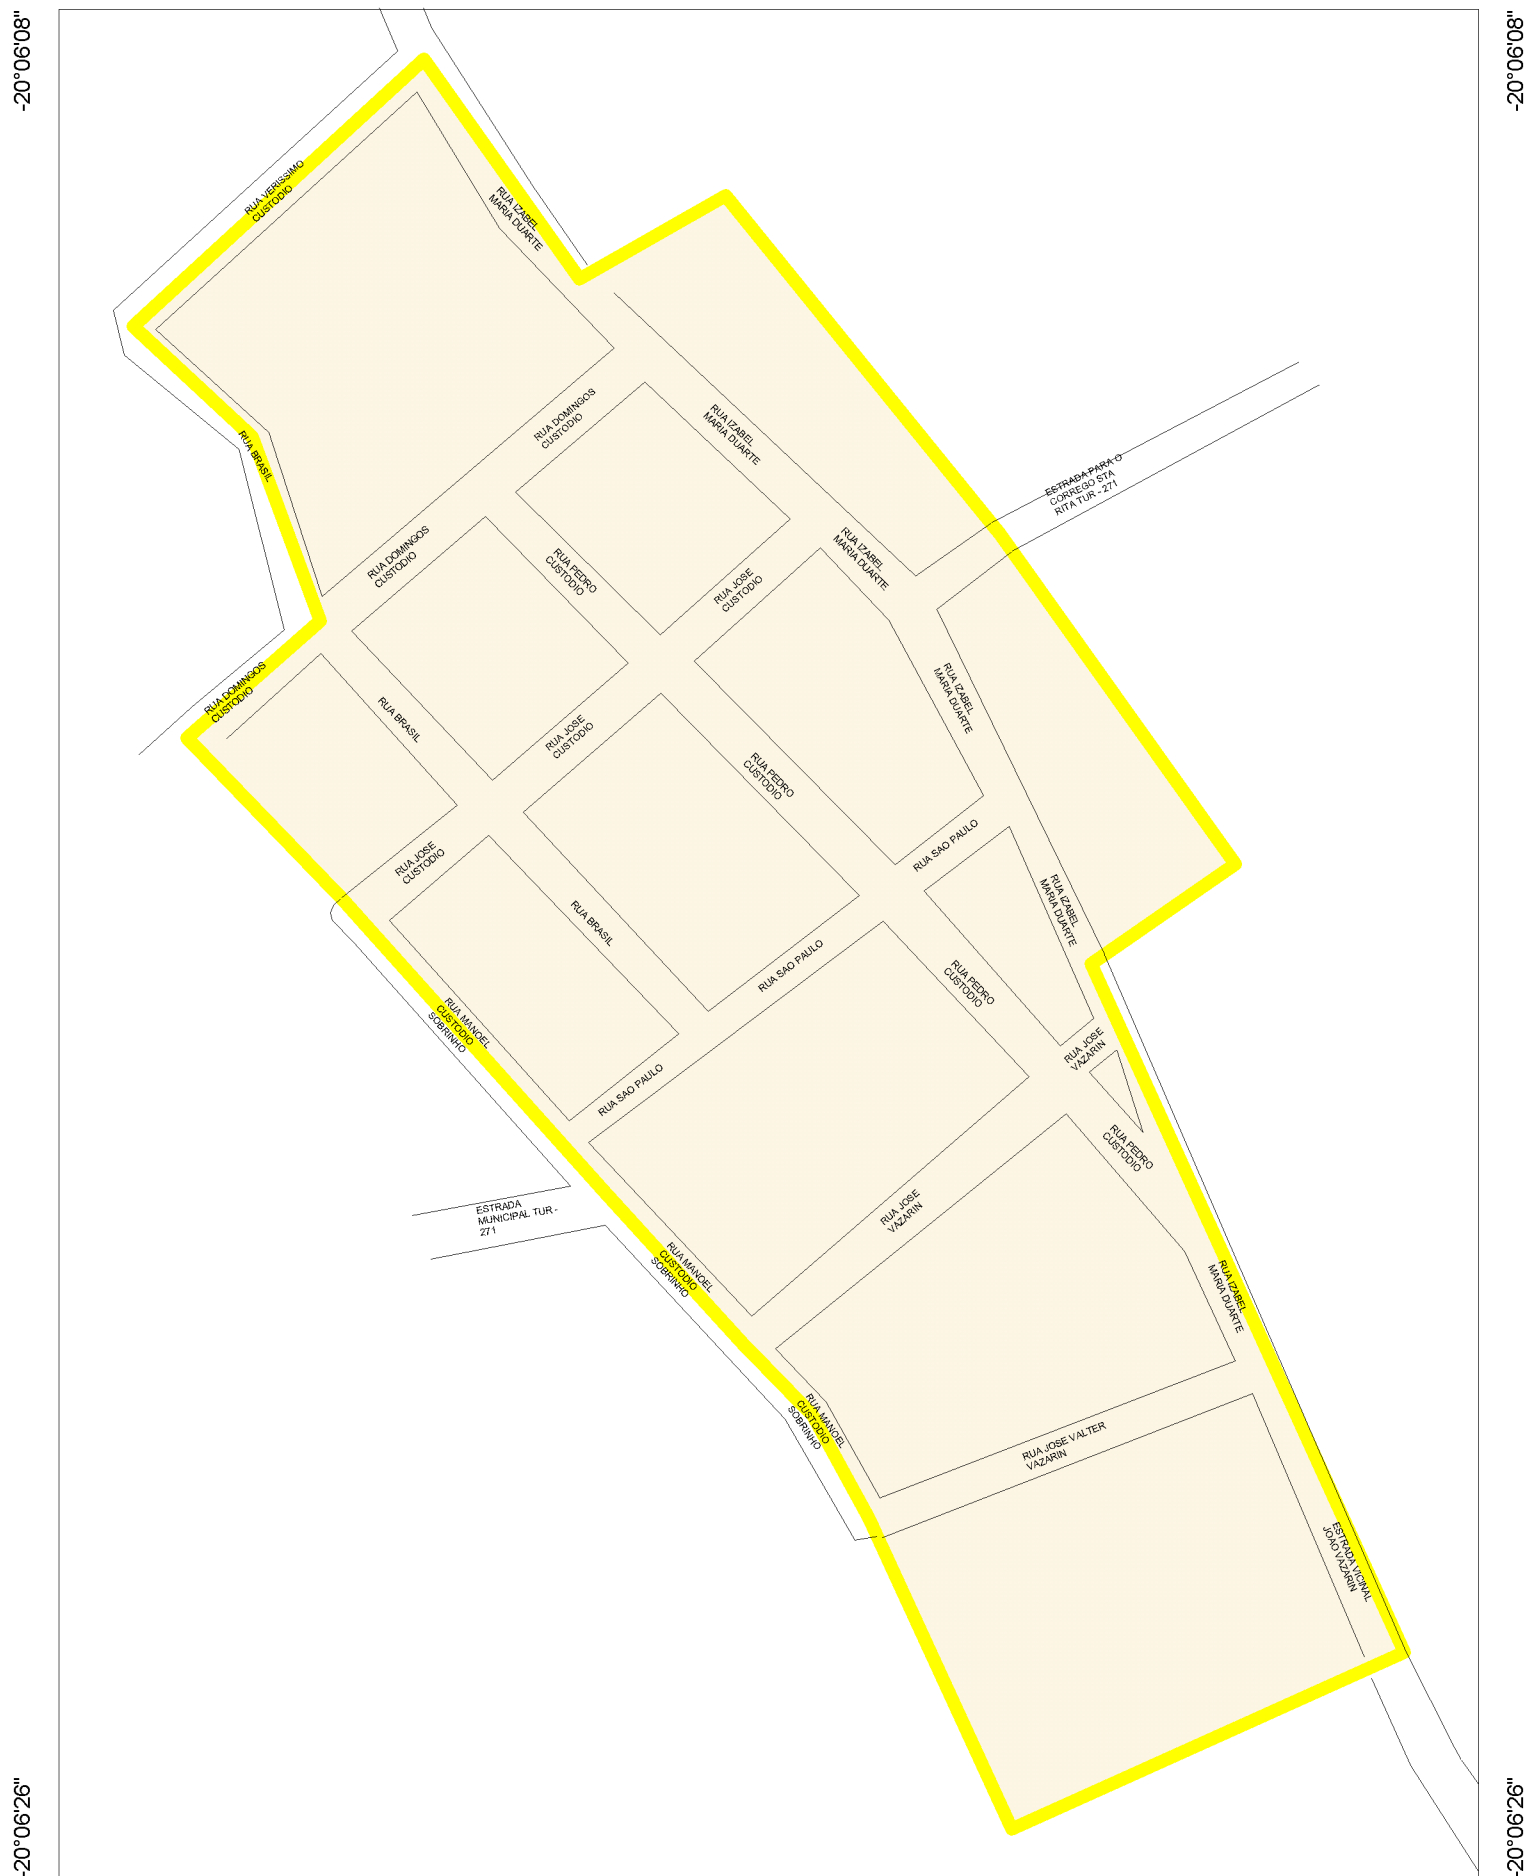 -20°06'08"
-20°06'08"
RUA VERISSIMO
CUSTODIO
RUA IZABEL
MARIA DUARTE
RUA DOMINGOS
CUSTODIO
RUA IZABEL
MARIA DUARTE
RUA BRASIL
ESTRADA PARA O
CORREGO STA
RITA TUR - 271
RUA DOMINGOS
CUSTODIO
RUA PEDRO
CUSTODIO
RUA JOSE
CUSTODIO
RUA IZABEL
MARIA DUARTE
RUA DOMINGOS
CUSTODIO
RUA BRASIL
RUA JOSE
CUSTODIO
RUA IZABEL
MARIA DUARTE
RUA PEDRO
CUSTODIO
RUA JOSE
CUSTODIO
RUA SAO PAULO
RUA BRASIL
RUA IZABEL
MARIA DUARTE
RUA SAO PAULO
RUA PEDRO
CUSTODIO
RUA MANOEL
CUSTODIO
SOBRINHO
RUA JOSE
VAZARIN
RUA SAO PAULO
RUA PEDRO
CUSTODIO
ESTRADA
MUNICIPAL TUR -
271
RUA JOSE
VAZARIN
RUA MANOEL
CUSTODIO
SOBRINHO
RUA IZABEL
MARIA DUARTE
RUA MANOEL
CUSTODIO
SOBRINHO
RUA JOSE VALTER
VAZARIN
ESTRADA VICINAL
JOAO VAZARIN
-20°06'26"
-20°06'26"